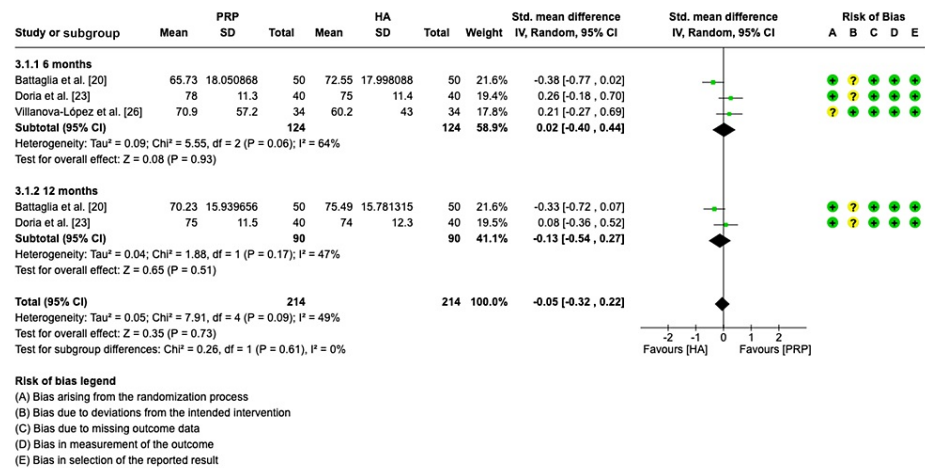 PRP HA Std. mean difference Std. mean difference Risk of Bias
Study or subgroup Mean SD Total Mean SD Total Weight IV, Random, 95% CI IV, Random, 95% CI A B C D E
3.1.1 6 months
Battaglia et al. [20] 65.73 18.050868 50 72.55 17.998088 50 21.6% -0.38 [-0.77 , 0.02] + ? + + +
Doria et al. [23] 78 11.3 40 75 11.4 40 19.4% 0.26 [-0.18 , 0.70] + ? + + +
Villanova-López et al. [26] 70.9 57.2 34 60.2 43 34 17.8% 0.21 [-0.27 , 0.69] ? + + + +
Subtotal (95% CI) 124 124 58.9% 0.02 [-0.40 , 0.44]
Heterogeneity: Tau² = 0.09; Chi² = 5.55, df = 2 (P = 0.06); I² = 64%
Test for overall effect: Z = 0.08 (P = 0.93)
3.1.2 12 months
Battaglia et al. [20] 70.23 15.939656 50 75.49 15.781315 50 21.6% -0.33 [-0.72 , 0.07] + ? + + +
Doria et al. [23] 75 11.5 40 74 12.3 40 19.5% 0.08 [-0.36 , 0.52] + ? + + +
Subtotal (95% CI) 90 90 41.1% -0.13 [-0.54 , 0.27]
Heterogeneity: Tau² = 0.04; Chi² = 1.88, df = 1 (P = 0.17); I² = 47%
Test for overall effect: Z = 0.65 (P = 0.51)
Total (95% CI) 214 214 100.0% -0.05 [-0.32 , 0.22]
Heterogeneity: Tau² = 0.05; Chi² = 7.91, df = 4 (P = 0.09); I² = 49%
Test for overall effect: Z = 0.35 (P = 0.73)
Test for subgroup differences: Chi² = 0.26, df = 1 (P = 0.61), I² = 0%
-2 -1 0 1 2
Favours [HA] Favours [PRP]
Risk of bias legend
(A) Bias arising from the randomization process
(B) Bias due to deviations from the intended intervention
(C) Bias due to missing outcome data
(D) Bias in measurement of the outcome
(E) Bias in selection of the reported result